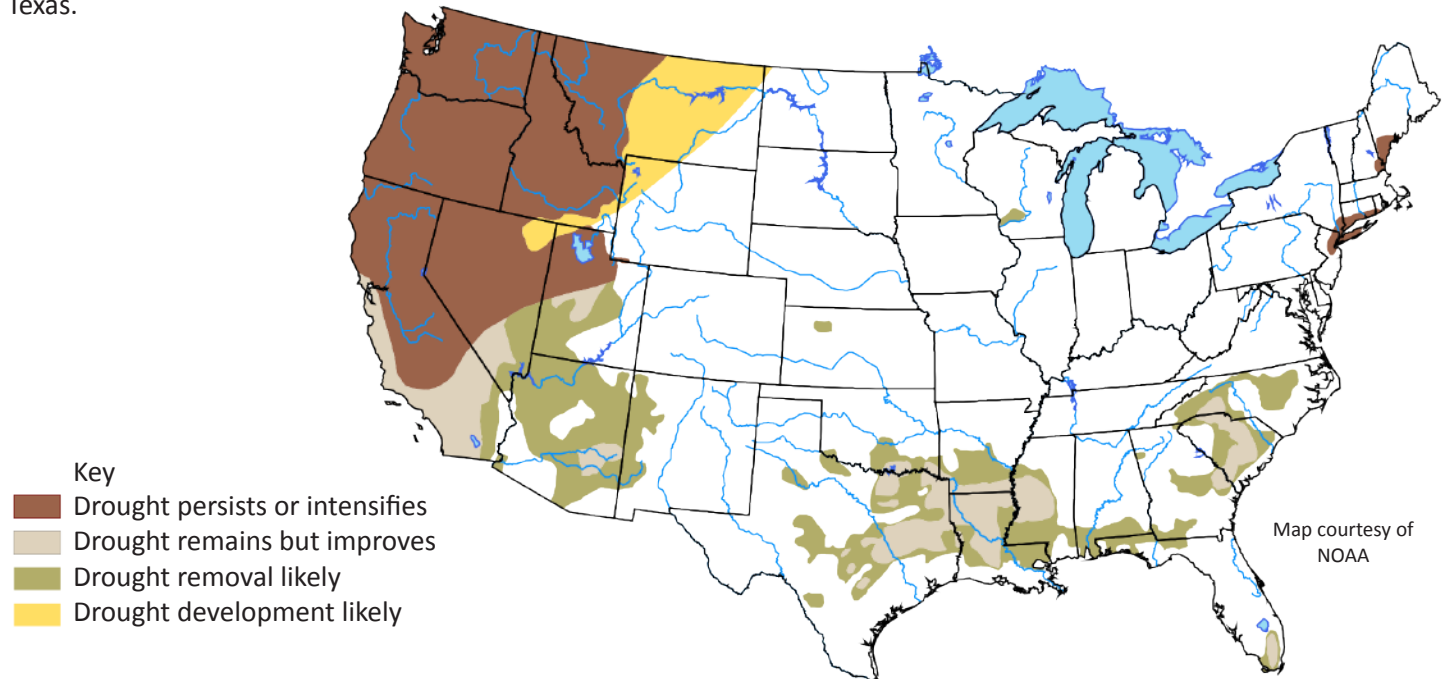 Texas.
Key
Drought persists or intensifies
Drought remains but improves
Drought removal likely
Drought development likely
Map courtesy of
NOAA